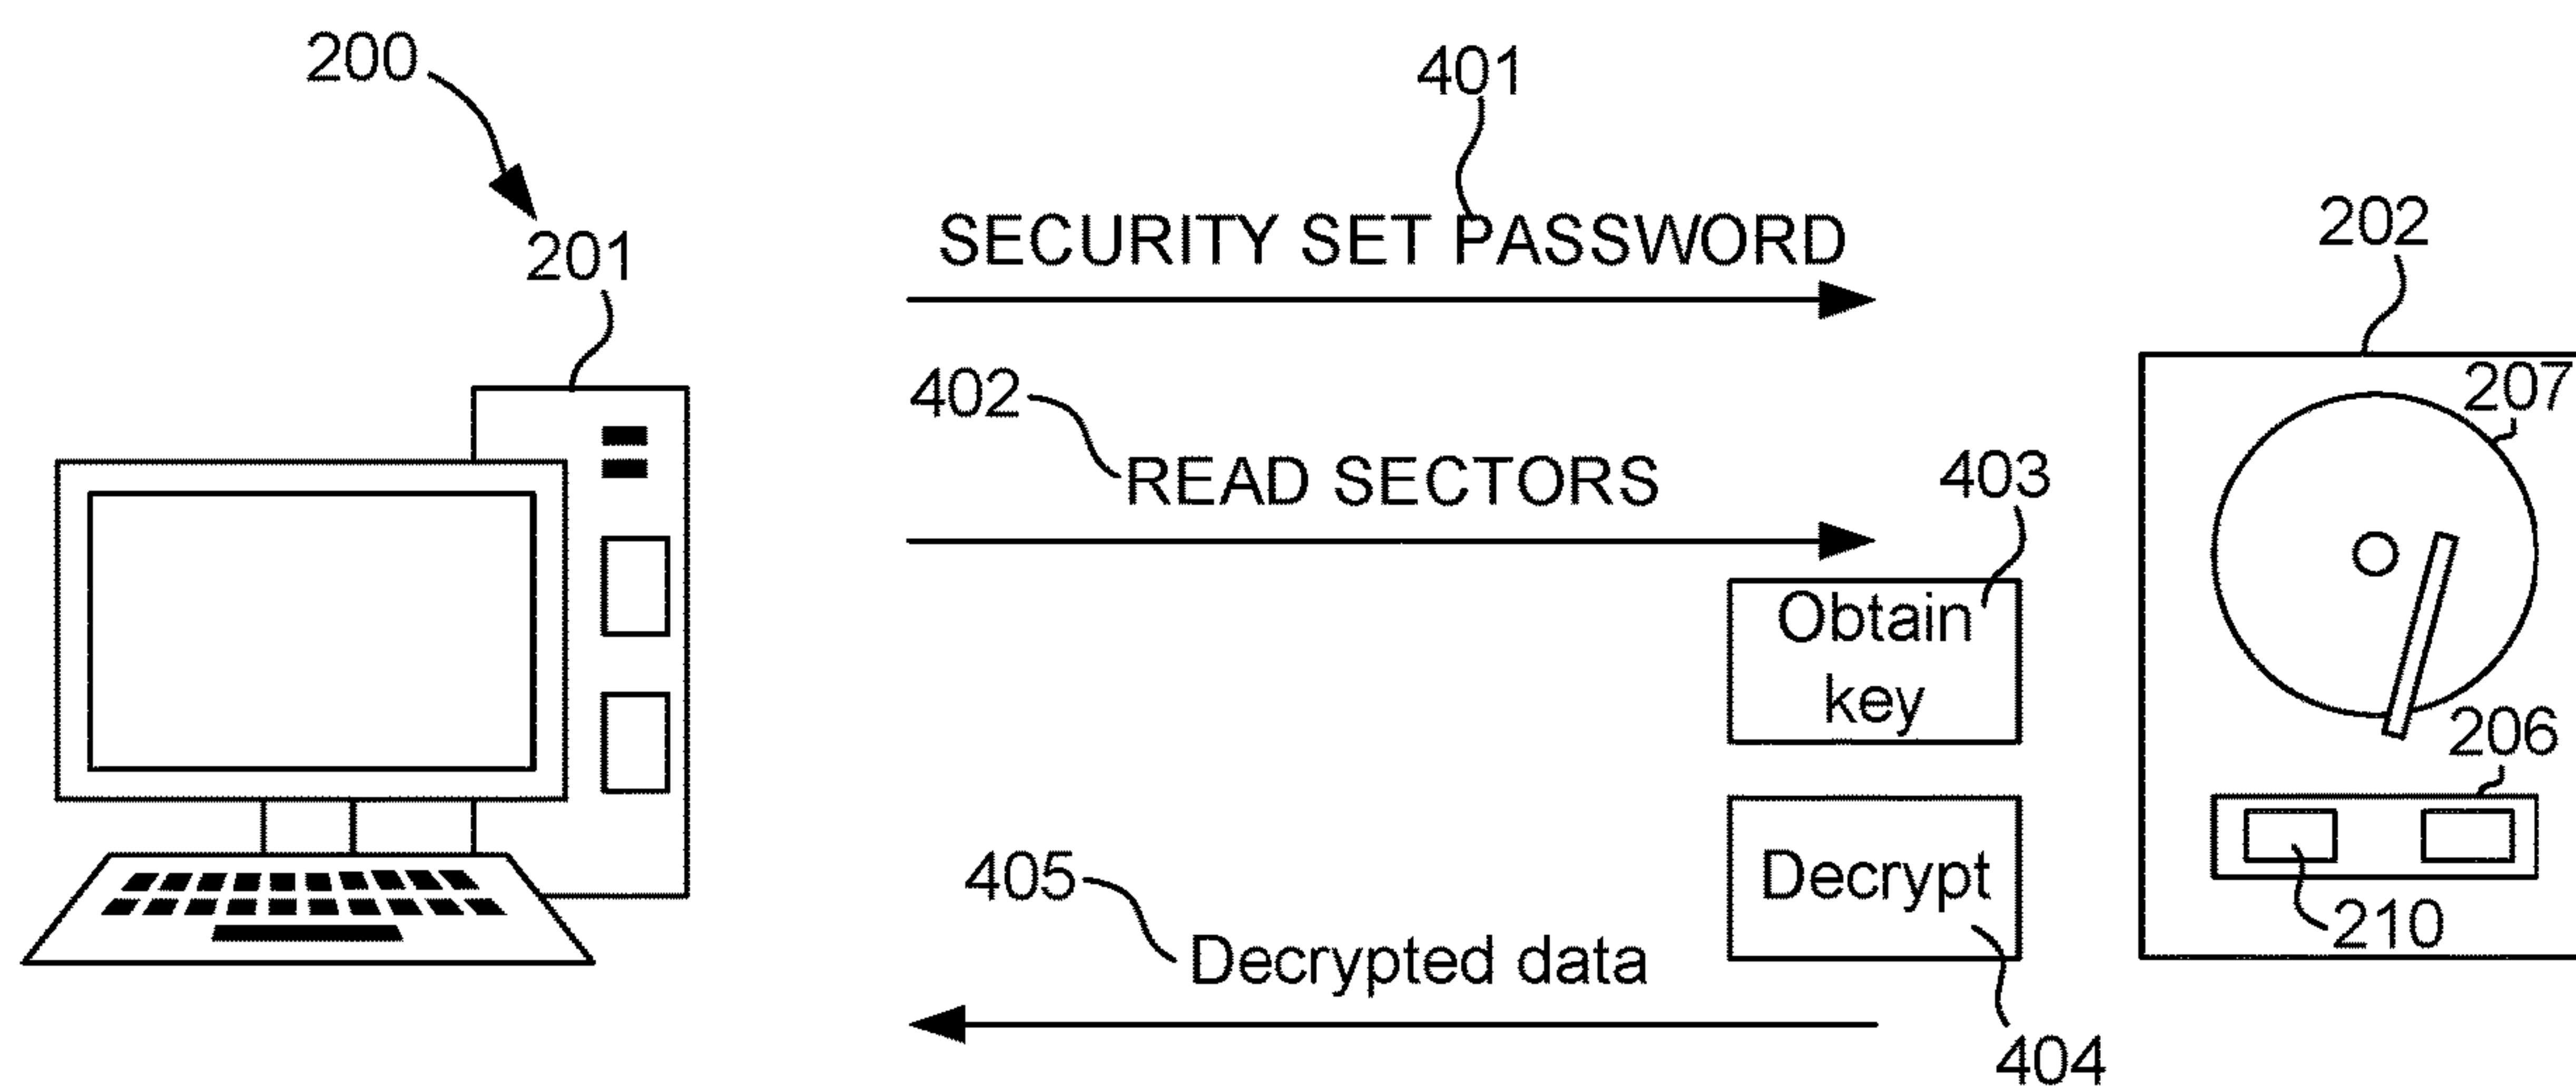 200
401
201
SECURITY SET PASSWORD
202
402
READ SECTORS
207
403
Obtain
key
206
405
Decrypt
210
Decrypted data
404